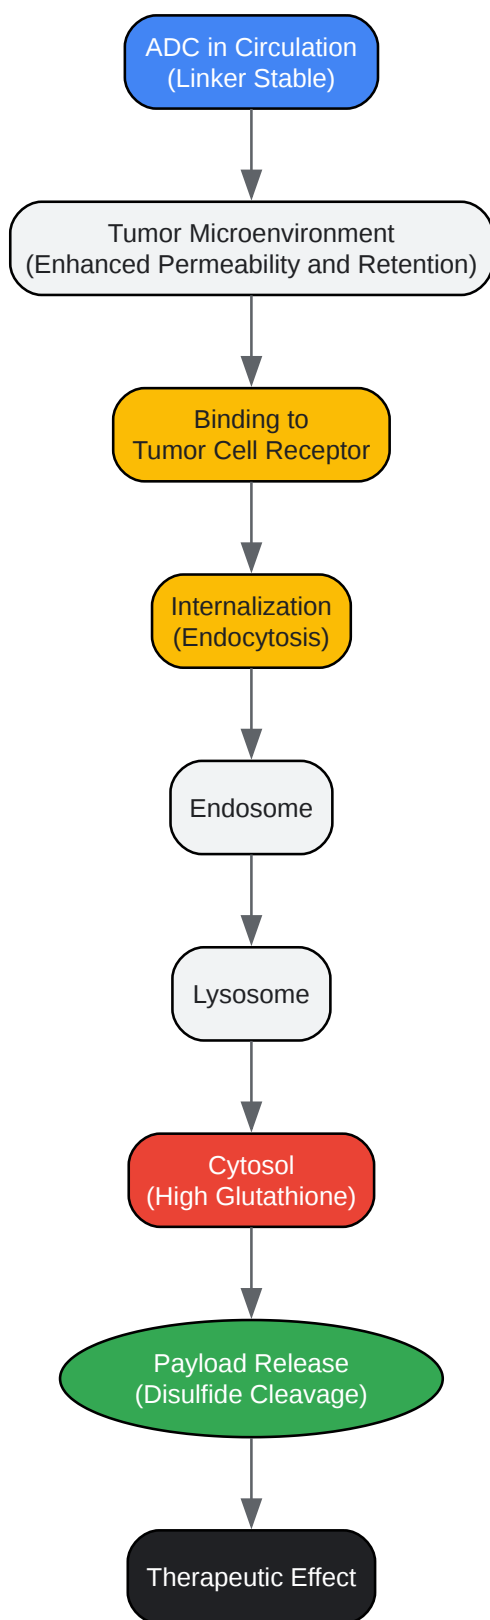 ADC in Circulation
(Linker Stable)
Tumor Microenvironment
(Enhanced Permeability and Retention)
Binding to
Tumor Cell Receptor
Internalization
(Endocytosis)
Endosome
Lysosome
Cytosol
(High Glutathione)
Payload Release
(Disulfide Cleavage)
Therapeutic Effect